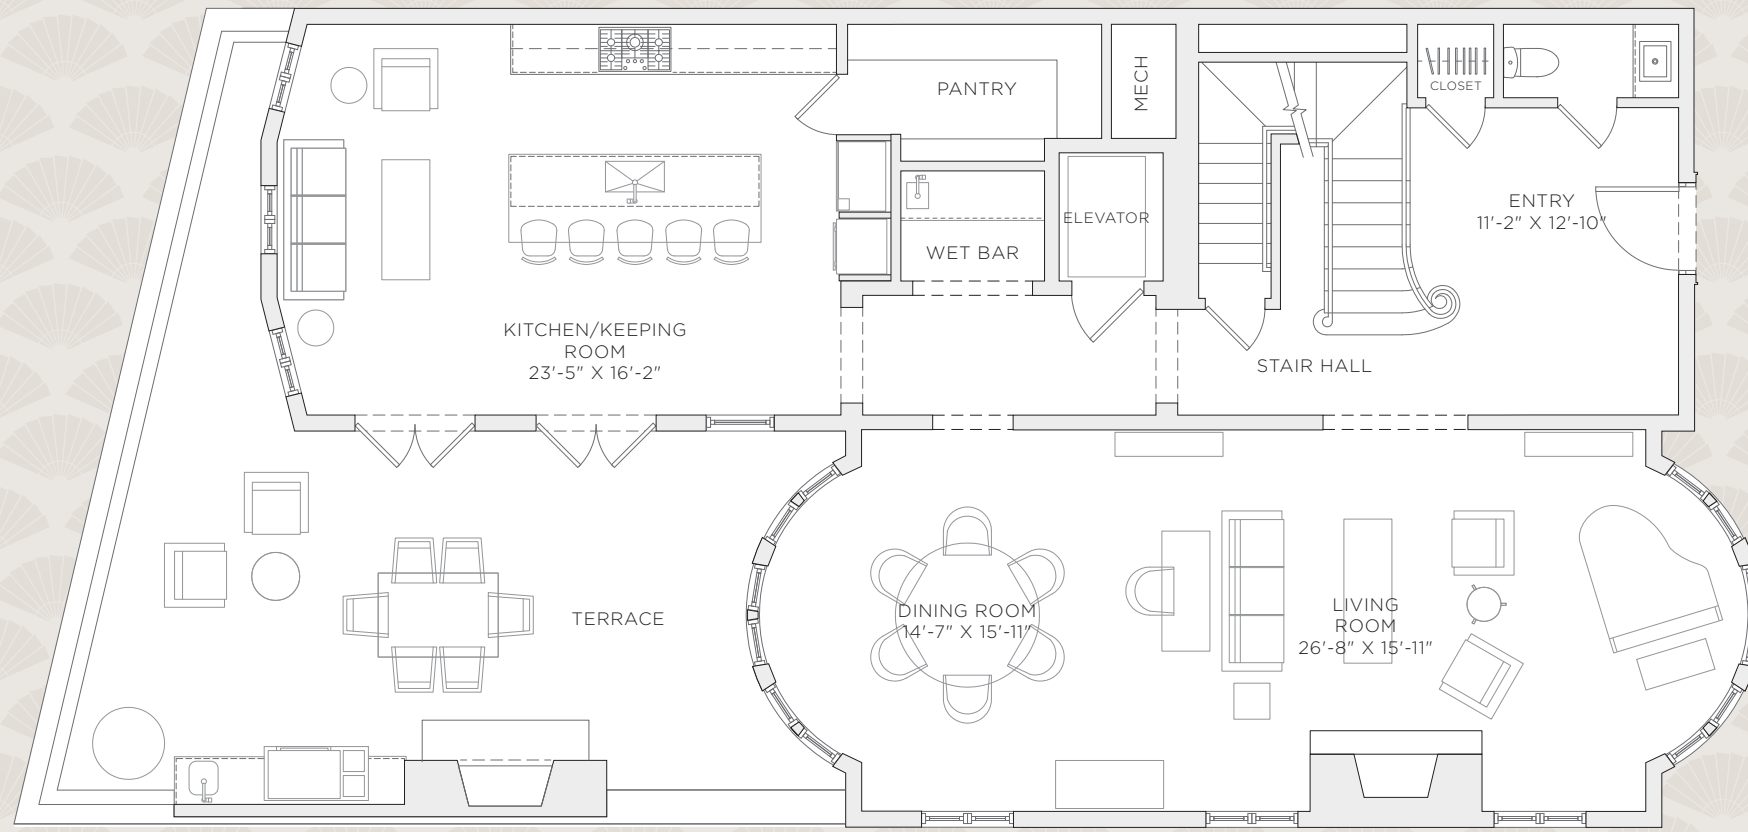 PANTRY
MECH
CLOSET
ELEVATOR
WET BAR
ENTRY
11'-2" X 12'-10"
KITCHEN/KEEPING
ROOM
23'-5" X 16'-2"
STAIR HALL
TERRACE
DINING ROOM
14'-7" X 15'-11"
LIVING
ROOM
26'-8" X 15'-11"